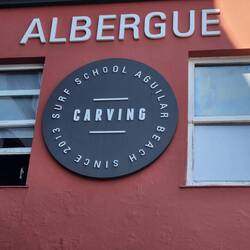 ALBERGUE
SURF SCHOOL AGUILAR BEACH SINCE 2013
CARVING